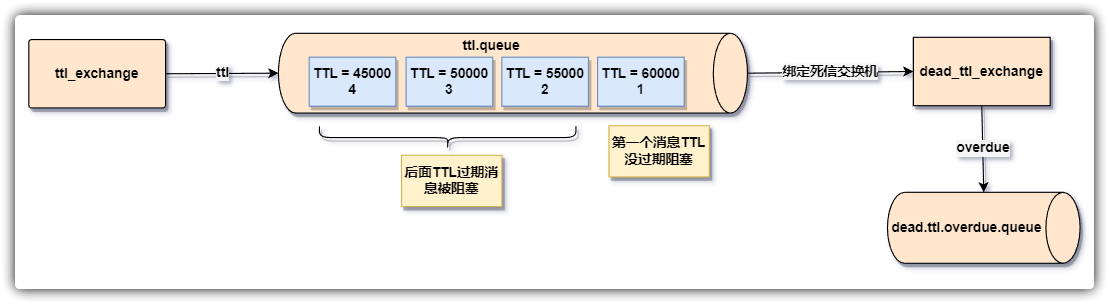 ttl_exchange
ttl
ttl.queue
TTL = 45000
4
TTL = 50000
3
TTL = 55000
2
TTL = 60000
1
绑定死信交换机
dead_ttl_exchange
后面TTL过期消
息被阻塞
第一个消息TTL
没过期阻塞
overdue
dead.ttl.overdue.queue